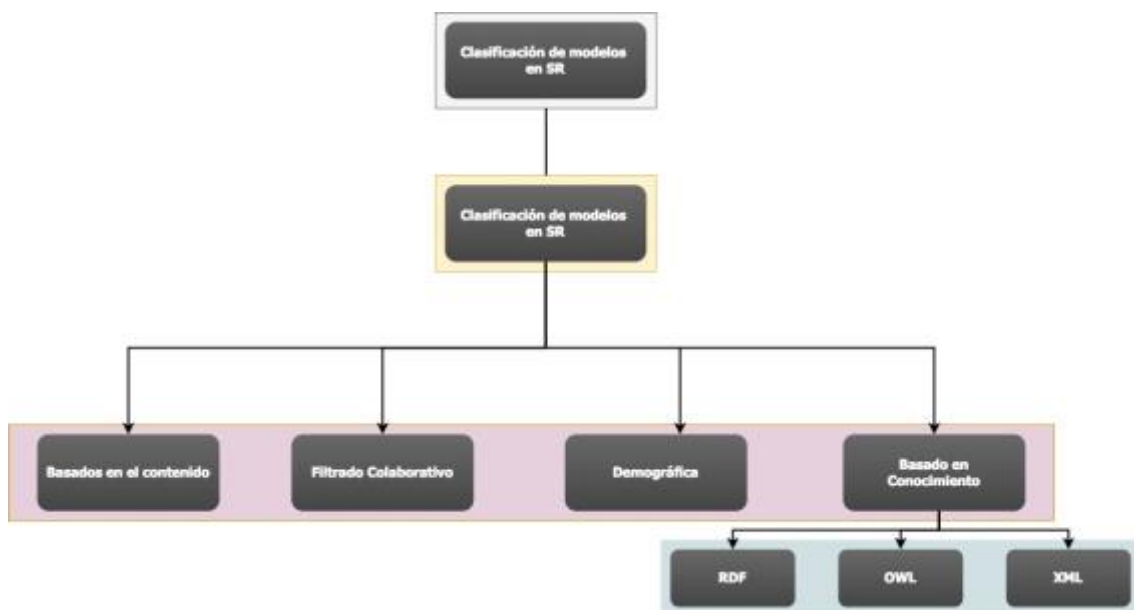 Clasificación de modelos
en SR
Clasificación de modelos
en SR
Basados en el contenido
Filtrado Colaborativo
Demográfica
Basado en
Conocimiento
RDF
OWL
XML